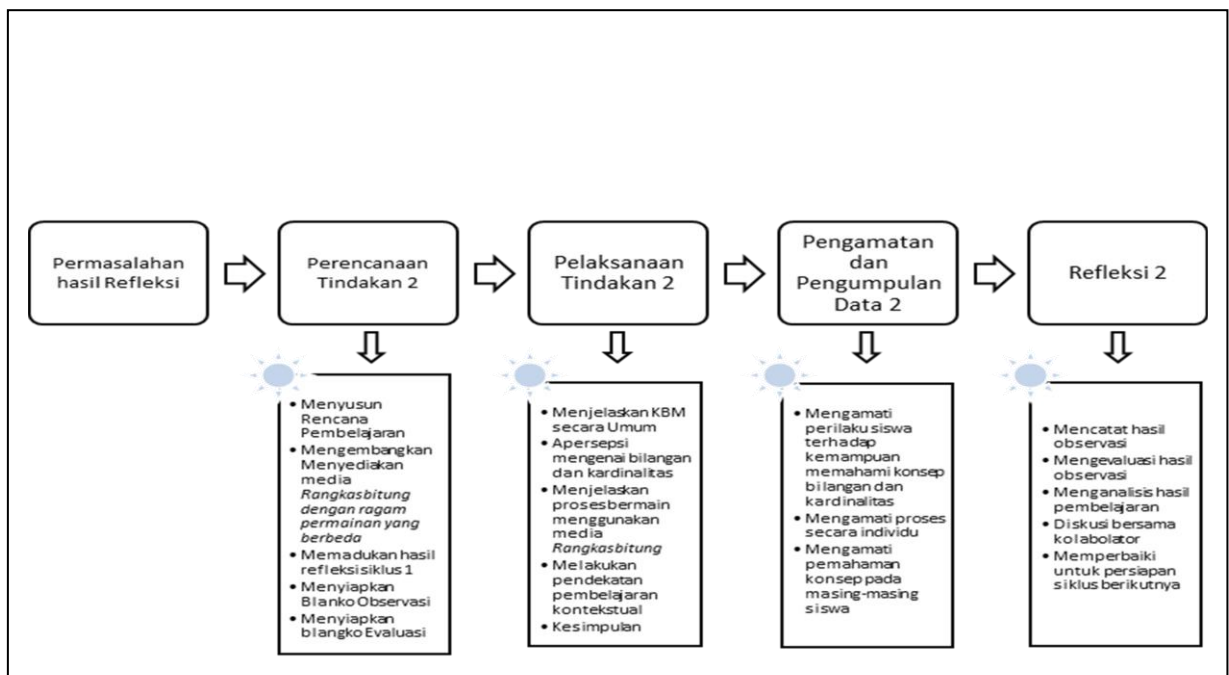 Permasalahan
hasil Refleksi
Perencanaan
Tindakan 2
Pelaksanaan
Tindakan 2
Pengamatan
dan
Pengumpulan
Data 2
Refleksi 2
• Menyusun
Rencana
Pembelajaran
• Mengembangkan
Menyediakan
media
Rangkasbitung
dengan ragam
permainan yang
berbeda
• Memadukan hasil
refleksi siklus 1
• Menyiapkan
Blanko Observasi
• Menyiapkan
blangko Evaluasi
• Menjelaskan KBM
secara Umum
• Apersepsi
mengenai bilangan
dan kardinalitas
• Menjelaskan
proses bermain
menggunakan
media
Rangkasbitung
• Melakukan
pendekatan
pembelajaran
kontekstual
• Kesimpulan
• Mengamati
perilaku siswa
terhadap
kemampuan
memahami konsep
bilangan dan
kardinalitas
• Mengamati proses
secara individu
• Mengamati
pemahaman
konsep pada
masing-masing
siswa
• Mencatat hasil
observasi
• Mengevaluasi hasil
observasi
• Menganalisis hasil
pembelajaran
• Diskusi bersama
kolabolator
• Memperbaiki
untuk persiapan
siklus berikutnya